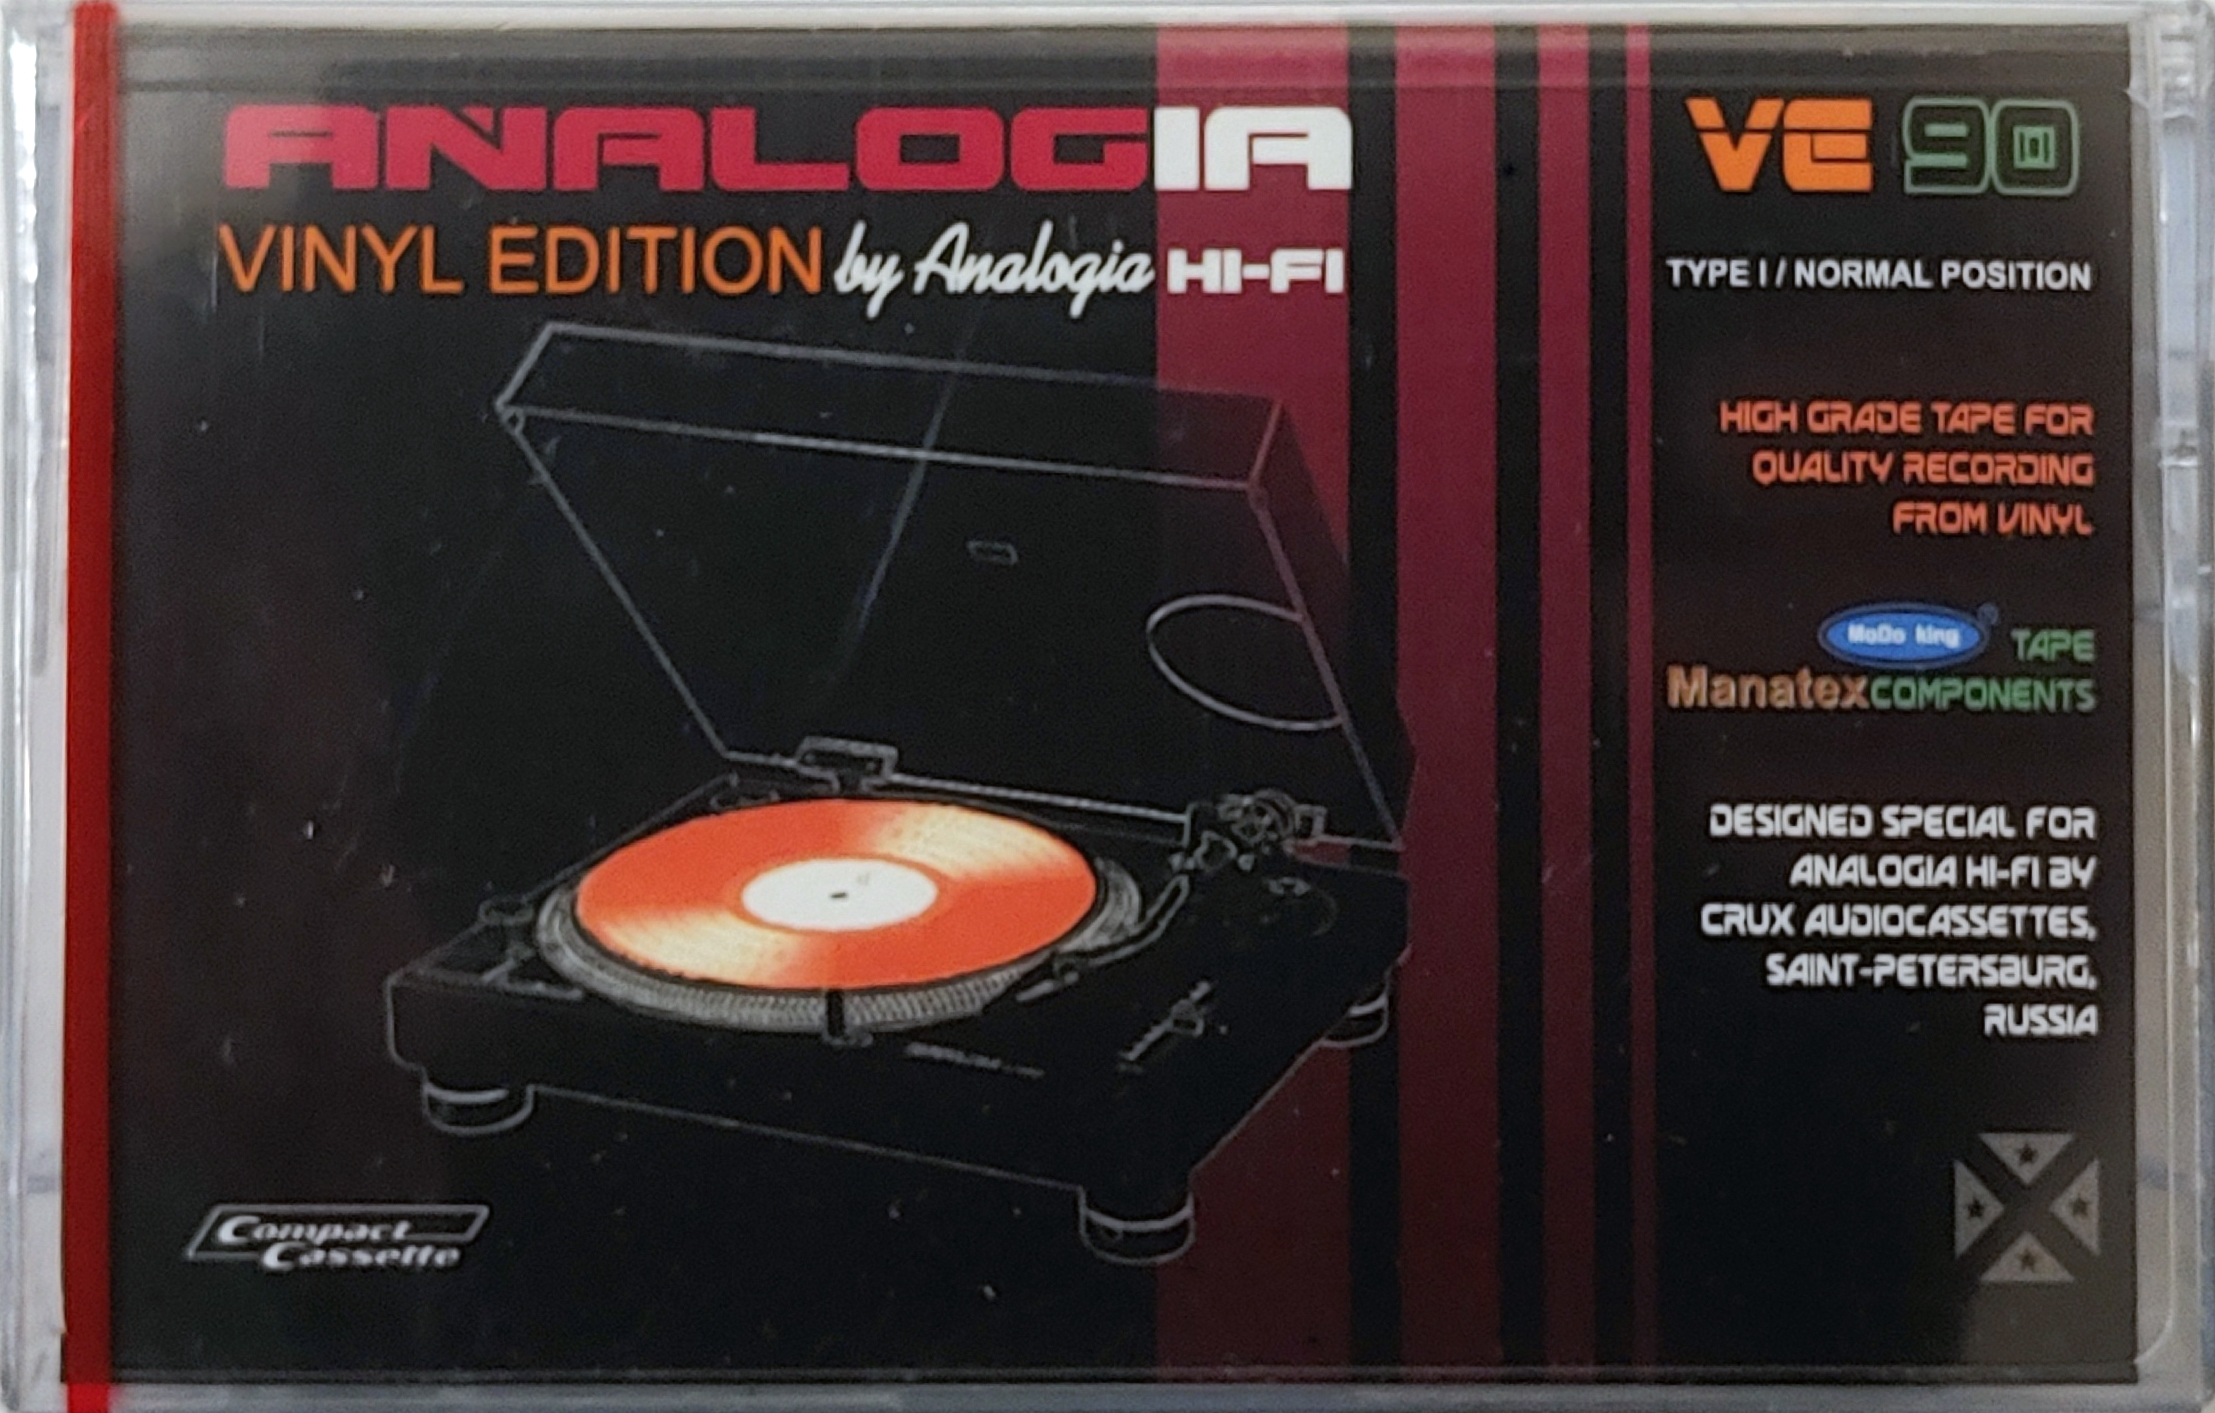 ANALOGIA
VINYL EDITION by Analogia HI-FI
VE 90
TYPE I / NORMAL POSITION
HIGH GRADE TAPE FOR
QUALITY RECORDING
FROM VINYL
MoDo king ® TAPE
Manatex COMPONENTS
DESIGNED SPECIAL FOR
ANALOGIA HI-FI BY
CRUX AUDIOCASSETTES,
SAINT-PETERSBURG,
RUSSIA
Compact
Cassette